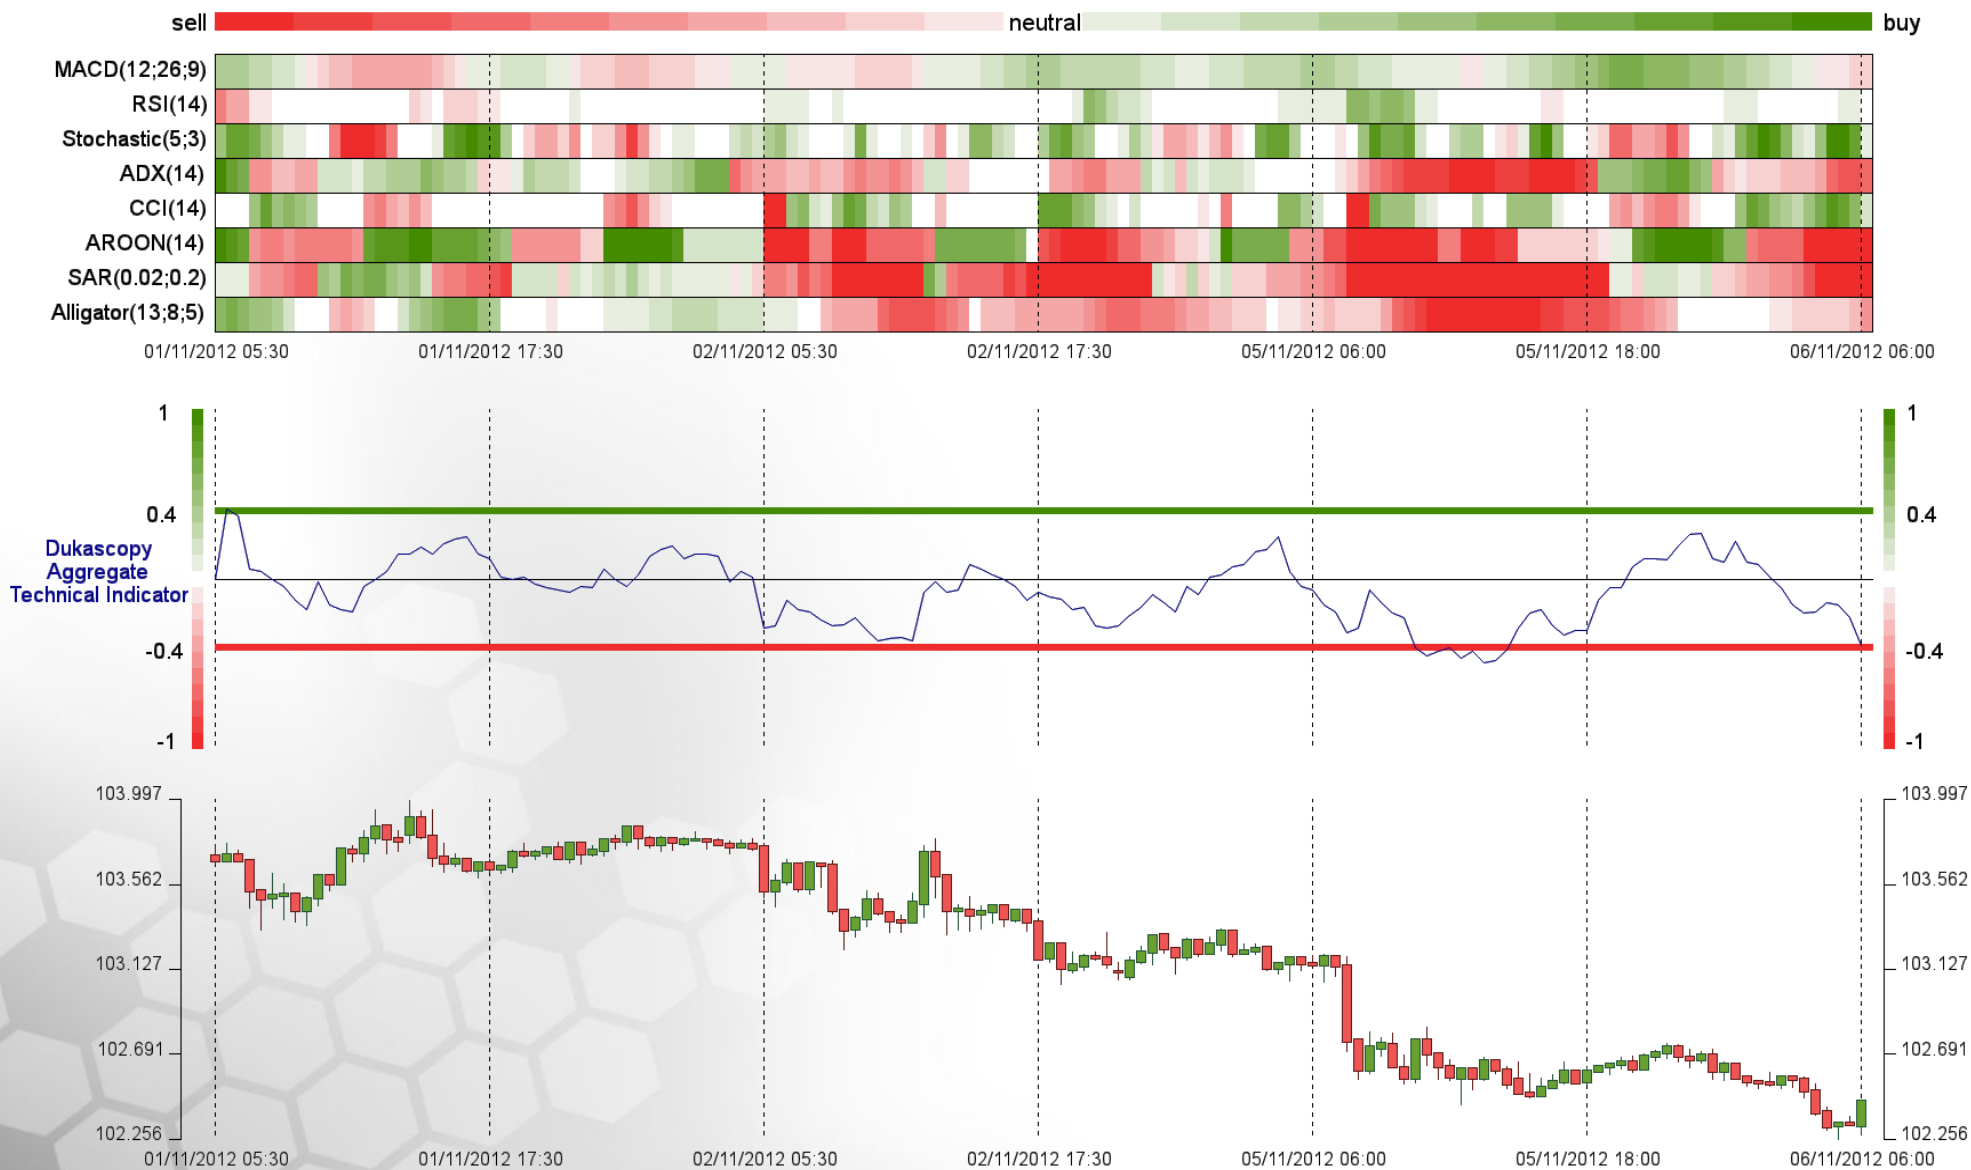 sell neutral buy
MACD(12;26;9)
RSI(14)
Stochastic(5;3)
ADX(14)
CCI(14)
AROON(14)
SAR(0.02;0.2)
Alligator(13;8;5)
01/11/2012 05:30 01/11/2012 17:30 02/11/2012 05:30 02/11/2012 17:30 05/11/2012 06:00 05/11/2012 18:00 06/11/2012 06:00
1 1
0.4 0.4
Dukascopy
Aggregate
Technical Indicator
-0.4 -0.4
-1 -1
103.997 103.997
103.562 103.562
103.127 103.127
102.691 102.691
102.256 102.256
01/11/2012 05:30 01/11/2012 17:30 02/11/2012 05:30 02/11/2012 17:30 05/11/2012 06:00 05/11/2012 18:00 06/11/2012 06:00